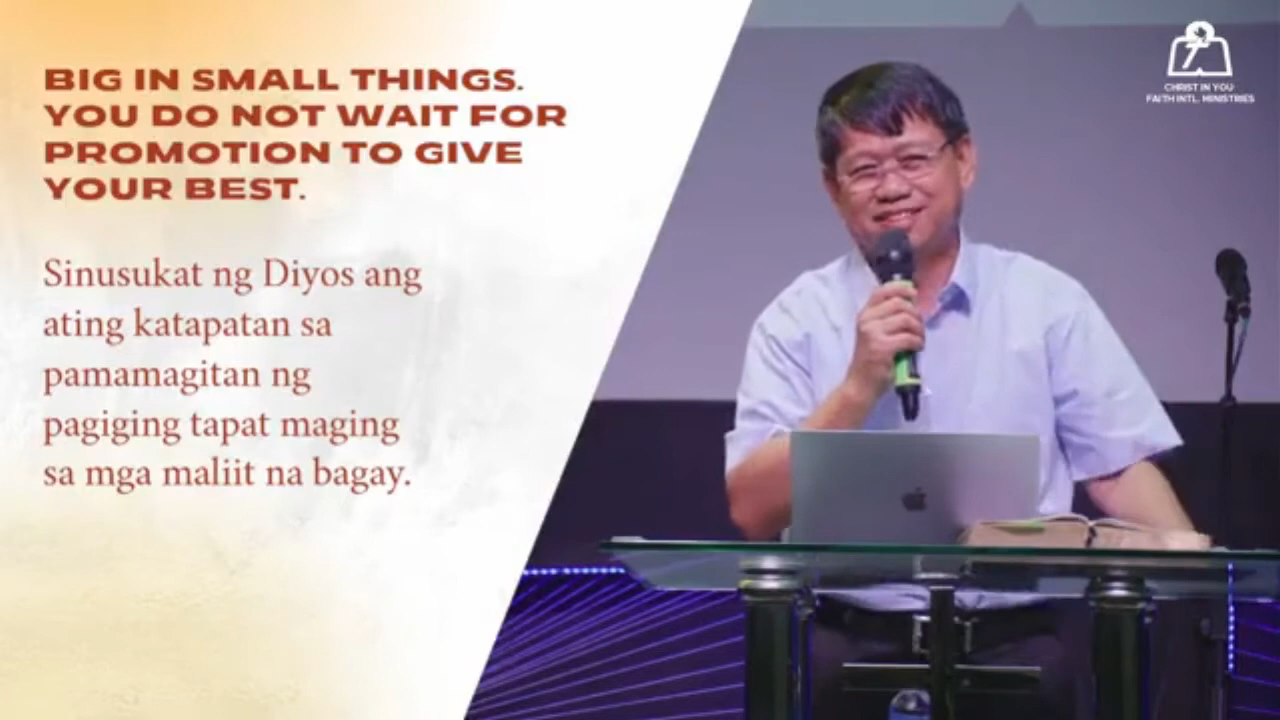 BIG IN SMALL THINGS.
YOU DO NOT WAIT FOR
PROMOTION TO GIVE
YOUR BEST.
Sinusukat ng Diyos ang
ating katapatan sa
pamamagitan ng
pagiging tapat maging
sa mga maliit na bagay.
CHRIST IN YOU
FAITH INTL. MINISTRIES